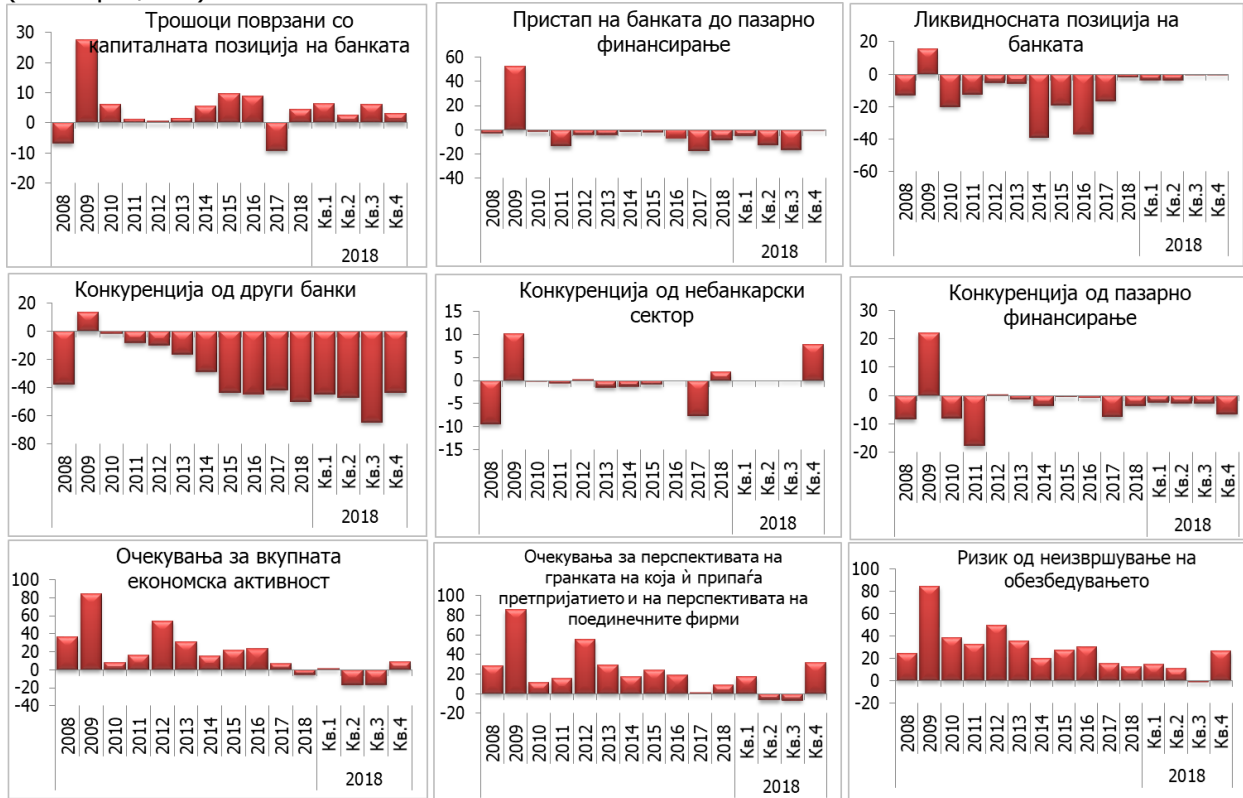 Трошоци поврзани со
капиталната позиција на банката
30
20
10
0
-10
-20
2008 2009 2010 2011 2012 2013 2014 2015 2016 2017 2018 Кв.1 Кв.2 Кв.3 Кв.4
2018
Пристап на банката до пазарно
финансирање
60
40
20
0
-20
-40
2008 2009 2010 2011 2012 2013 2014 2015 2016 2017 2018 Кв.1 Кв.2 Кв.3 Кв.4
2018
Ликвидносната позиција на
банката
20
0
-20
-40
-60
2008 2009 2010 2011 2012 2013 2014 2015 2016 2017 2018 Кв.1 Кв.2 Кв.3 Кв.4
2018
Конкуренција од други банки
20
0
-20
-40
-60
-80
2008 2009 2010 2011 2012 2013 2014 2015 2016 2017 2018 Кв.1 Кв.2 Кв.3 Кв.4
2018
Конкуренција од небанкарски
сектор
15
10
5
0
-5
-10
-15
2008 2009 2010 2011 2012 2013 2014 2015 2016 2017 2018 Кв.1 Кв.2 Кв.3 Кв.4
2018
Конкуренција од пазарно
финансирање
30
20
10
0
-10
-20
2008 2009 2010 2011 2012 2013 2014 2015 2016 2017 2018 Кв.1 Кв.2 Кв.3 Кв.4
2018
Очекувања за вкупната
економска активност
100
80
60
40
20
0
-20
-40
2008 2009 2010 2011 2012 2013 2014 2015 2016 2017 2018 Кв.1 Кв.2 Кв.3 Кв.4
2018
Очекувања за перспективата на
гранката на која ѝ припаѓа
претпријатието и на перспективата на
поединечните фирми
100
80
60
40
20
0
-20
2008 2009 2010 2011 2012 2013 2014 2015 2016 2017 2018 Кв.1 Кв.2 Кв.3 Кв.4
2018
Ризик од неизвршување на
обезбедувањето
100
80
60
40
20
0
-20
2008 2009 2010 2011 2012 2013 2014 2015 2016 2017 2018 Кв.1 Кв.2 Кв.3 Кв.4
2018